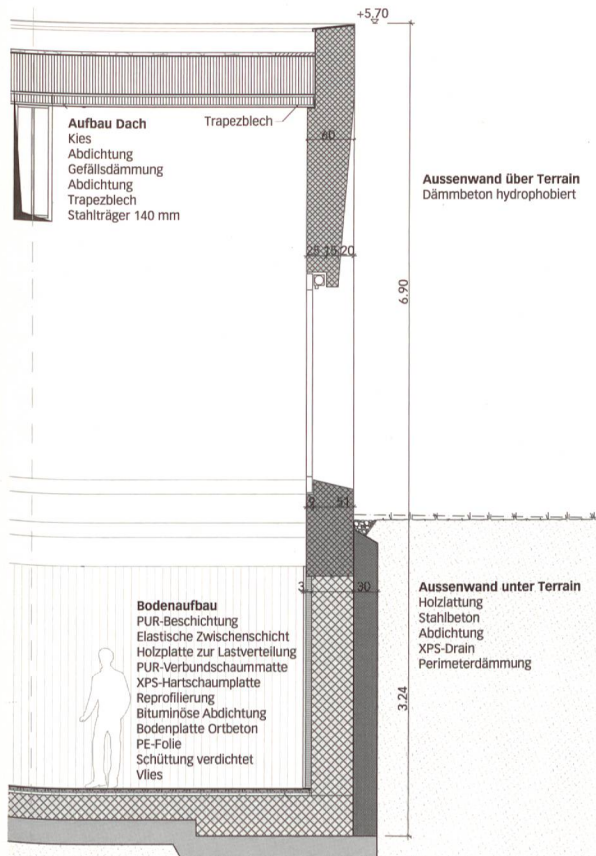 +5,70
Trapezblech
Aufbau Dach
Kies
Abdichtung
Gefällsdämmung
Abdichtung
Trapezblech
Stahlträger 140 mm
60
Aussenwand über Terrain
Dämmbeton hydrophobiert
25 15 20
6.90
9 51
3 30
Aussenwand unter Terrain
Holzlattung
Stahlbeton
Abdichtung
XPS-Drain
Perimeterdämmung
Bodenaufbau
PUR-Beschichtung
Elastische Zwischenschicht
Holzplatte zur Lastverteilung
PUR-Verbundschaummatte
XPS-Hartschaumplatte
Reprofilierung
Bituminöse Abdichtung
Bodenplatte Ortbeton
PE-Folie
Schüttung verdichtet
Vlies
3.24